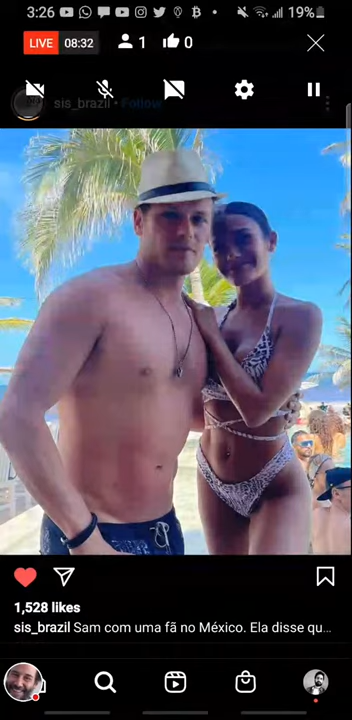 3:26
19%
LIVE 08:32 1 0
sis_brazil • Follow
1,528 likes
sis_brazil Sam com uma fã no México. Ela disse qu...